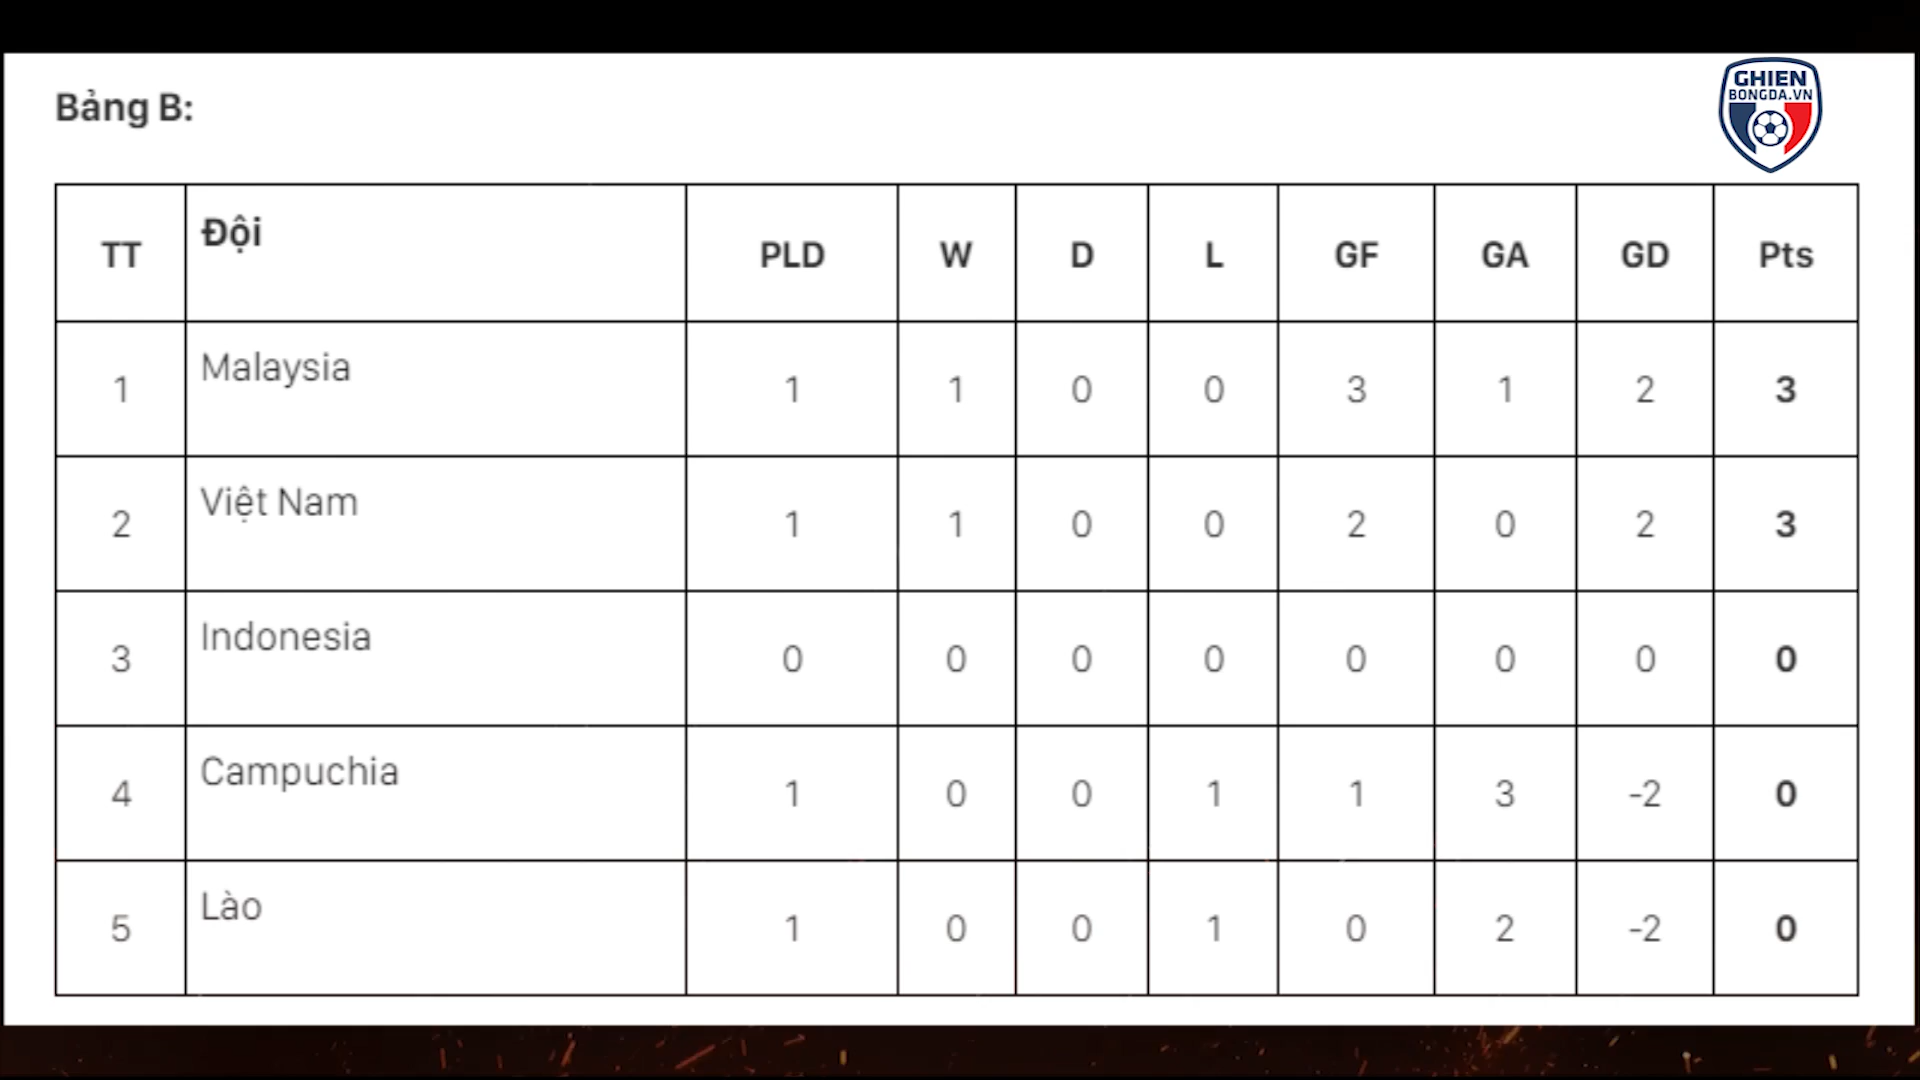 GHIEN
BONGDA.VN
Bảng B:
TT Đội PLD W D L GF GA GD Pts
1 Malaysia 1 1 0 0 3 1 2 3
2 Việt Nam 1 1 0 0 2 0 2 3
3 Indonesia 0 0 0 0 0 0 0 0
4 Campuchia 1 0 0 1 1 3 -2 0
5 Lào 1 0 0 1 0 2 -2 0